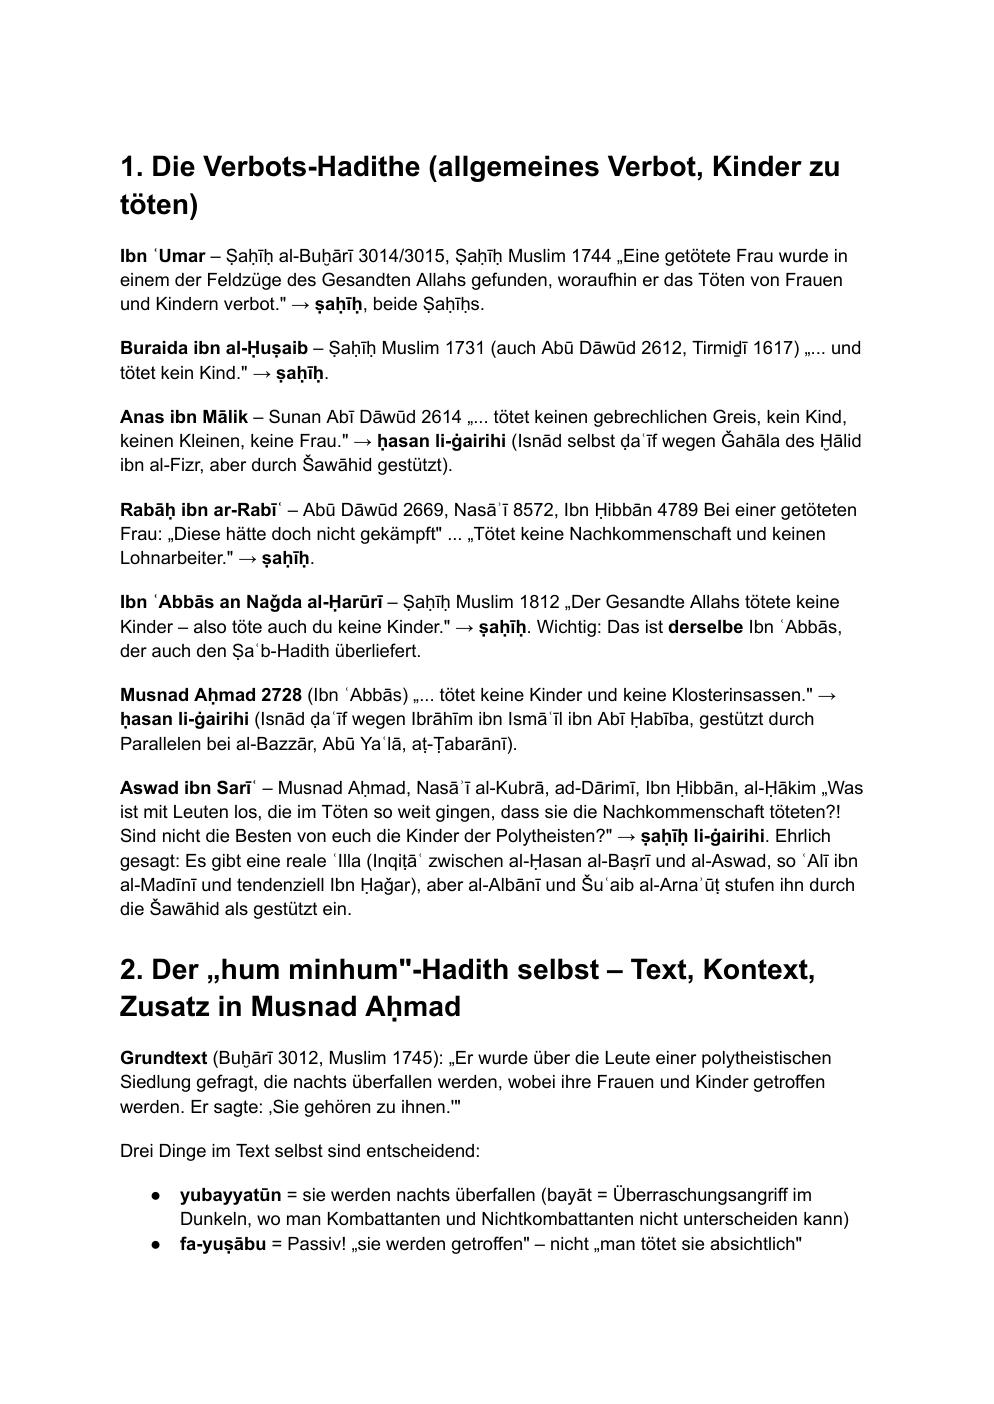 1. Die Verbots-Hadithe (allgemeines Verbot, Kinder zu
töten)
Ibn ʿUmar – Ṣaḥīḥ al-Buḫārī 3014/3015, Ṣaḥīḥ Muslim 1744 „Eine getötete Frau wurde in
einem der Feldzüge des Gesandten Allahs gefunden, woraufhin er das Töten von Frauen
und Kindern verbot." → ṣaḥīḥ, beide Ṣaḥīḥs.
Buraida ibn al-Ḥuṣaib – Ṣaḥīḥ Muslim 1731 (auch Abū Dāwūd 2612, Tirmiḏī 1617) „... und
tötet kein Kind." → ṣaḥīḥ.
Anas ibn Mālik – Sunan Abī Dāwūd 2614 „... tötet keinen gebrechlichen Greis, kein Kind,
keinen Kleinen, keine Frau." → ḥasan li-ġairihi (Isnād selbst ḍaʿīf wegen Ǧahāla des Ḫālid
ibn al-Fizr, aber durch Šawāhid gestützt).
Rabāḥ ibn ar-Rabīʿ – Abū Dāwūd 2669, Nasāʾī 8572, Ibn Ḥibbān 4789 Bei einer getöteten
Frau: „Diese hätte doch nicht gekämpft" ... „Tötet keine Nachkommenschaft und keinen
Lohnarbeiter." → ṣaḥīḥ.
Ibn ʿAbbās an Naǧda al-Ḥarūrī – Ṣaḥīḥ Muslim 1812 „Der Gesandte Allahs tötete keine
Kinder – also töte auch du keine Kinder." → ṣaḥīḥ. Wichtig: Das ist derselbe Ibn ʿAbbās,
der auch den Ṣaʿb-Hadith überliefert.
Musnad Aḥmad 2728 (Ibn ʿAbbās) „... tötet keine Kinder und keine Klosterinsassen." →
ḥasan li-ġairihi (Isnād ḍaʿīf wegen Ibrāhīm ibn Ismāʿīl ibn Abī Ḥabība, gestützt durch
Parallelen bei al-Bazzār, Abū Yaʿlā, aṭ-Ṭabarānī).
Aswad ibn Sarīʿ – Musnad Aḥmad, Nasāʾī al-Kubrā, ad-Dārimī, Ibn Ḥibbān, al-Ḥākim „Was
ist mit Leuten los, die im Töten so weit gingen, dass sie die Nachkommenschaft töteten?!
Sind nicht die Besten von euch die Kinder der Polytheisten?" → ṣaḥīḥ li-ġairihi. Ehrlich
gesagt: Es gibt eine reale ʿIlla (Inqiṭāʿ zwischen al-Ḥasan al-Baṣrī und al-Aswad, so ʿAlī ibn
al-Madīnī und tendenziell Ibn Ḥaǧar), aber al-Albānī und Šuʿaib al-Arnaʾūṭ stufen ihn durch
die Šawāhid als gestützt ein.
2. Der „hum minhum"-Hadith selbst – Text, Kontext,
Zusatz in Musnad Aḥmad
Grundtext (Buḫārī 3012, Muslim 1745): „Er wurde über die Leute einer polytheistischen
Siedlung gefragt, die nachts überfallen werden, wobei ihre Frauen und Kinder getroffen
werden. Er sagte: ‚Sie gehören zu ihnen.'"
Drei Dinge im Text selbst sind entscheidend:
● yubayyatūn = sie werden nachts überfallen (bayāt = Überraschungsangriff im
Dunkeln, wo man Kombattanten und Nichtkombattanten nicht unterscheiden kann)
● fa-yuṣābu = Passiv! „sie werden getroffen" – nicht „man tötet sie absichtlich"